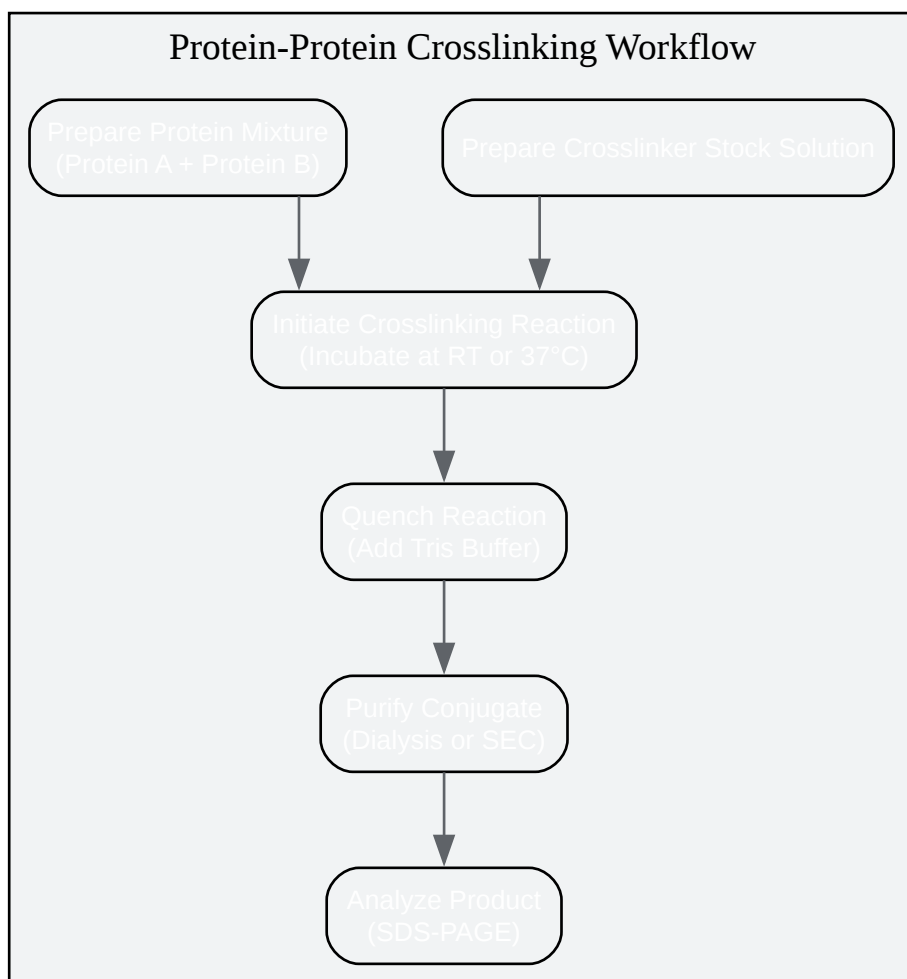 Protein-Protein Crosslinking Workflow
Prepare Protein Mixture
(Protein A + Protein B)
Prepare Crosslinker Stock Solution
Initiate Crosslinking Reaction
(Incubate at RT or 37°C)
Quench Reaction
(Add Tris Buffer)
Purify Conjugate
(Dialysis or SEC)
Analyze Product
(SDS-PAGE)